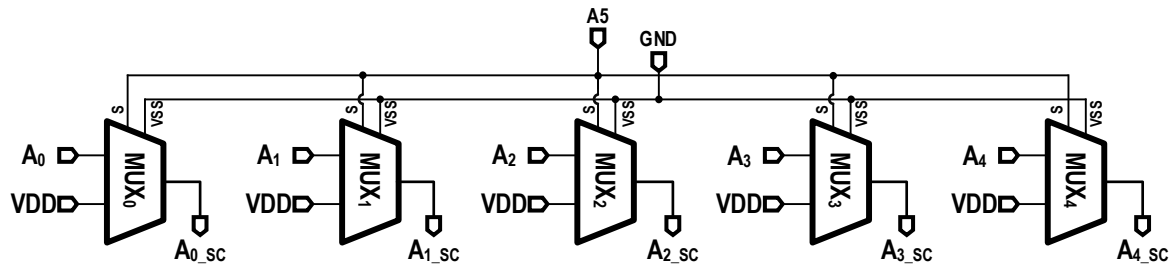 A5
GND
S VSS S VSS S VSS S VSS S VSS
A0 A1 A2 A3 A4
MUX0 MUX1 MUX2 MUX3 MUX4
VDD VDD VDD VDD VDD
A0_SC A1_SC A2_SC A3_SC A4_SC